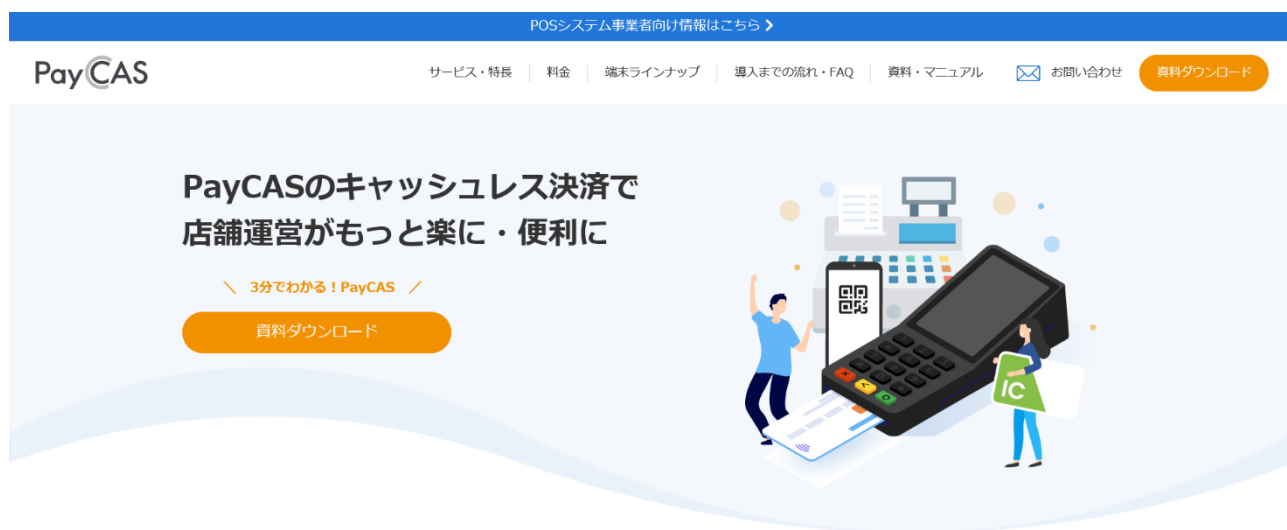 POSシステム事業者向け情報はこちら
PayCAS
サービス・特長
料金
端末ラインナップ
導入までの流れ・FAQ
資料・マニュアル
お問い合わせ
資料ダウンロード
PayCASのキャッシュレス決済で
店舗運営がもっと楽に・便利に
3分でわかる！PayCAS
資料ダウンロード
IC